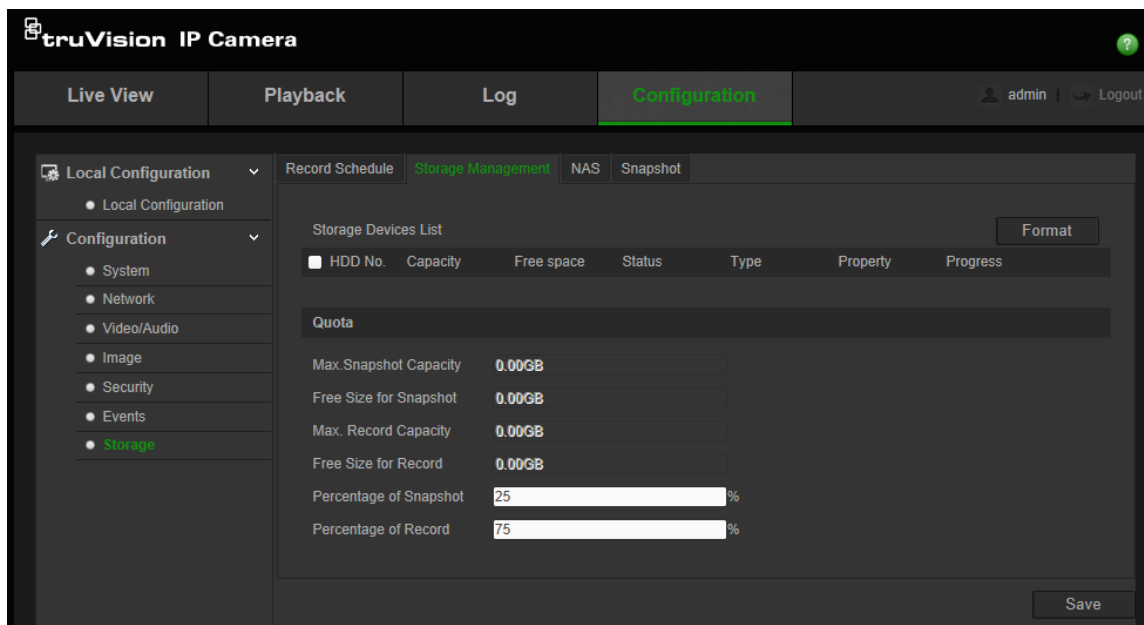 truVision IP Camera
?
Live View Playback Log Configuration admin | Logout
Local Configuration
Local Configuration
Configuration
System
Network
Video/Audio
Image
Security
Events
Storage
Record Schedule Storage Management NAS Snapshot
Storage Devices List Format
HDD No. Capacity Free space Status Type Property Progress
Quota
Max.Snapshot Capacity 0.00GB
Free Size for Snapshot 0.00GB
Max. Record Capacity 0.00GB
Free Size for Record 0.00GB
Percentage of Snapshot 25 %
Percentage of Record 75 %
Save